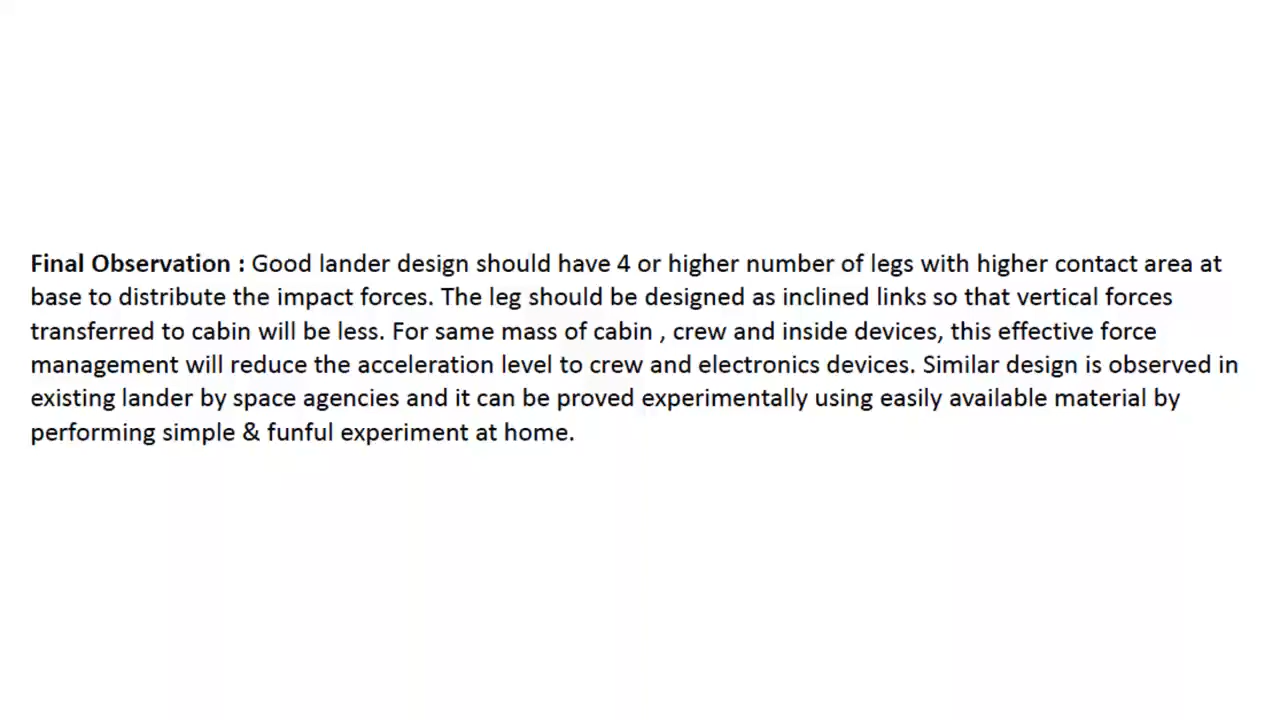 Final Observation : Good lander design should have 4 or higher number of legs with higher contact area at
base to distribute the impact forces. The leg should be designed as inclined links so that vertical forces
transferred to cabin will be less. For same mass of cabin , crew and inside devices, this effective force
management will reduce the acceleration level to crew and electronics devices. Similar design is observed in
existing lander by space agencies and it can be proved experimentally using easily available material by
performing simple & funful experiment at home.